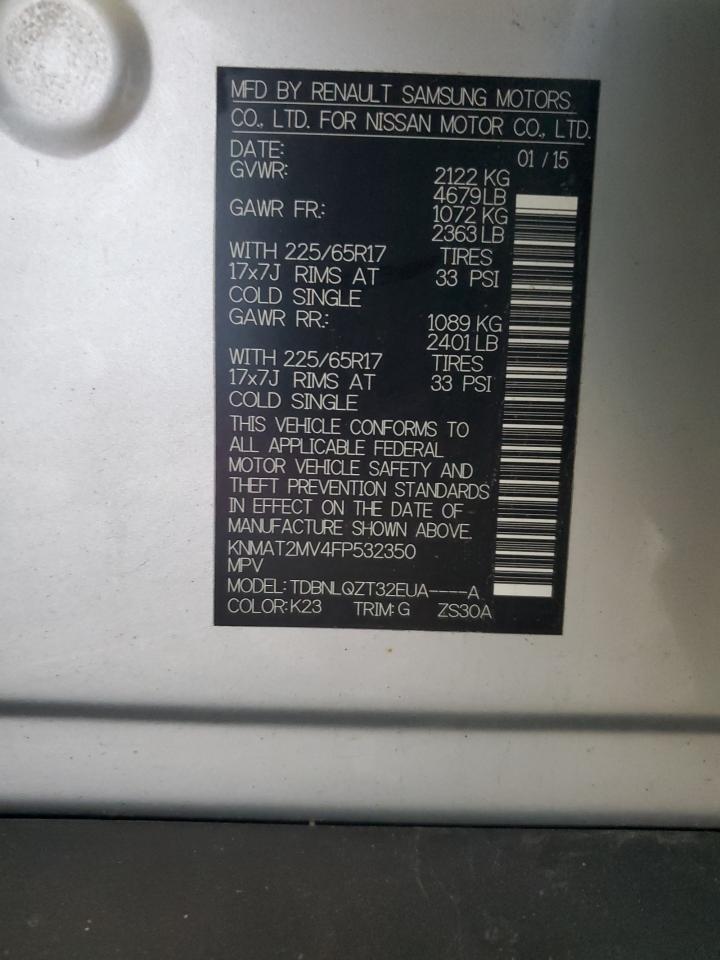 MFD BY RENAULT SAMSUNG MOTORS
CO., LTD. FOR NISSAN MOTOR CO., LTD.
DATE: 01 / 15
GVWR: 2122 KG
4679 LB
GAWR FR.: 1072 KG
2363 LB
WITH 225/65R17 TIRES
17x7J RIMS AT 33 PSI
COLD SINGLE
GAWR RR.: 1089 KG
2401 LB
WITH 225/65R17 TIRES
17x7J RIMS AT 33 PSI
COLD SINGLE
THIS VEHICLE CONFORMS TO
ALL APPLICABLE FEDERAL
MOTOR VEHICLE SAFETY AND
THEFT PREVENTION STANDARDS
IN EFFECT ON THE DATE OF
MANUFACTURE SHOWN ABOVE.
KNMAT2MV4FP532350
MPV
MODEL: TDBNLQZT32EUA----A
COLOR: K23 TRIM: G ZS30A